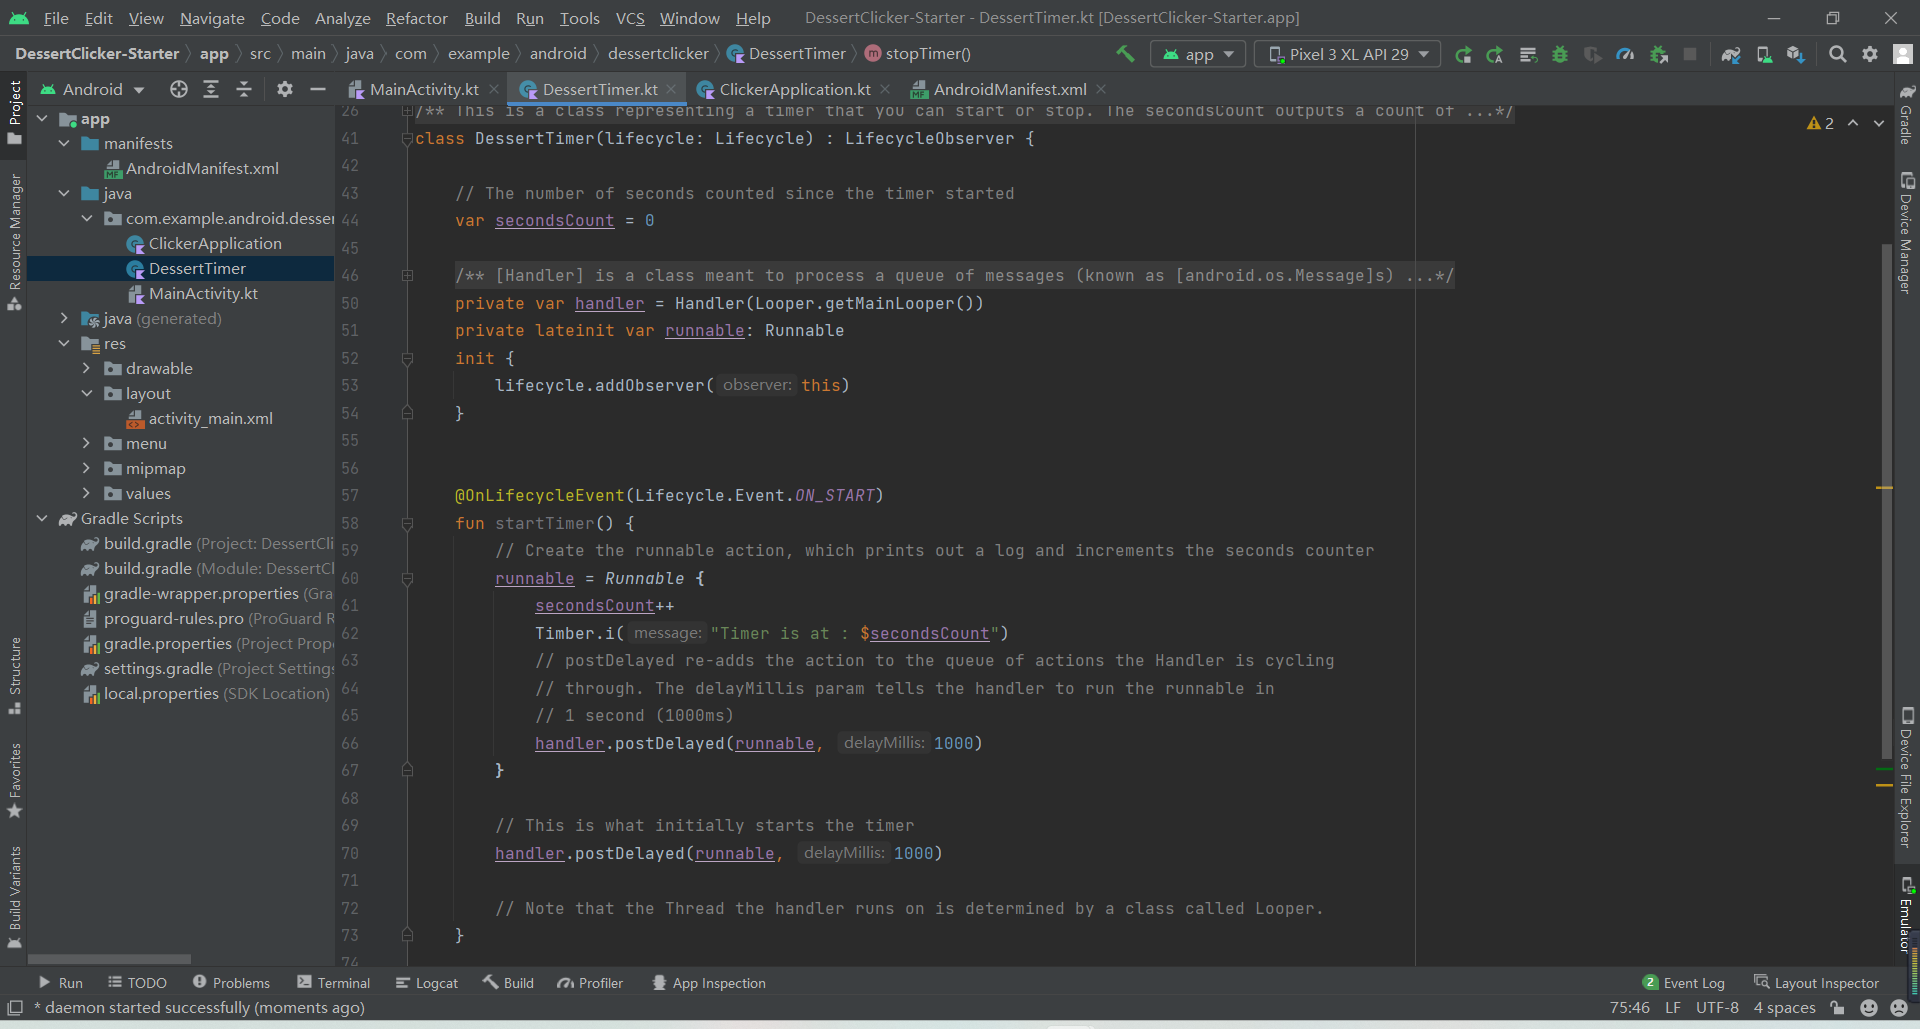 File Edit View Navigate Code Analyze Refactor Build Run Tools VCS Window Help DessertClicker-Starter - DessertTimer.kt [DessertClicker-Starter.app]
DessertClicker-Starter app src main java com example android dessertclicker DessertTimer m stopTimer() app Pixel 3 XL API 29
Android MainActivity.kt DessertTimer.kt ClickerApplication.kt AndroidManifest.xml
Project
Resource Manager
Structure
Favorites
Build Variants
app
manifests
AndroidManifest.xml
java
com.example.android.desser
ClickerApplication
DessertTimer
MainActivity.kt
java (generated)
res
drawable
layout
activity_main.xml
menu
mipmap
values
Gradle Scripts
build.gradle (Project: DessertCli
build.gradle (Module: DessertCl
gradle-wrapper.properties (Gra
proguard-rules.pro (ProGuard R
gradle.properties (Project Prop
settings.gradle (Project Settings
local.properties (SDK Location)
26 /** This is a class representing a timer that you can start or stop. The secondsCount outputs a count of ...*/
41 class DessertTimer(lifecycle: Lifecycle) : LifecycleObserver {
42
43 // The number of seconds counted since the timer started
44 var secondsCount = 0
45
46 /** [Handler] is a class meant to process a queue of messages (known as [android.os.Message]s) ...*/
50 private var handler = Handler(Looper.getMainLooper())
51 private lateinit var runnable: Runnable
52 init {
53 lifecycle.addObserver( observer: this)
54 }
55
56
57 @OnLifecycleEvent(Lifecycle.Event.ON_START)
58 fun startTimer() {
59 // Create the runnable action, which prints out a log and increments the seconds counter
60 runnable = Runnable {
61 secondsCount++
62 Timber.i( message: "Timer is at : $secondsCount")
63 // postDelayed re-adds the action to the queue of actions the Handler is cycling
64 // through. The delayMillis param tells the handler to run the runnable in
65 // 1 second (1000ms)
66 handler.postDelayed(runnable, delayMillis: 1000)
67 }
68
69 // This is what initially starts the timer
70 handler.postDelayed(runnable, delayMillis: 1000)
71
72 // Note that the Thread the handler runs on is determined by a class called Looper.
73 }
74
2
Gradle
Device Manager
Device File Explorer
Emulator
Run TODO Problems Terminal Logcat Build Profiler App Inspection 2 Event Log Layout Inspector
* daemon started successfully (moments ago) 75:46 LF UTF-8 4 spaces